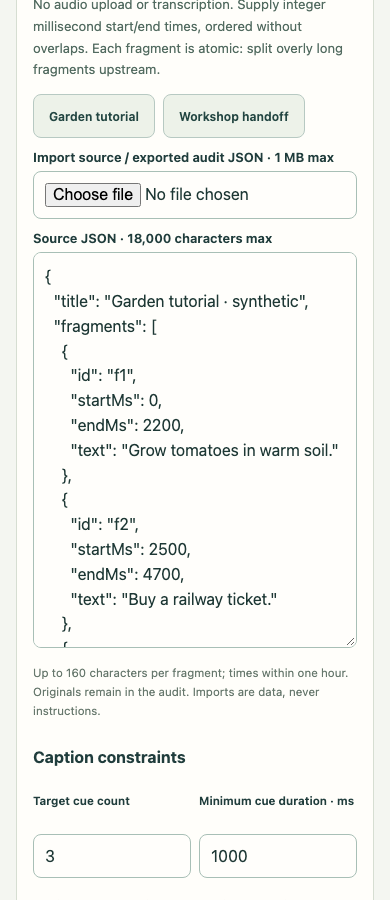 No audio upload or transcription. Supply integer
millisecond start/end times, ordered without
overlaps. Each fragment is atomic: split overly long
fragments upstream.
Garden tutorial Workshop handoff
Import source / exported audit JSON · 1 MB max
Choose file No file chosen
Source JSON · 18,000 characters max
{
"title": "Garden tutorial · synthetic",
"fragments": [
{
"id": "f1",
"startMs": 0,
"endMs": 2200,
"text": "Grow tomatoes in warm soil."
},
{
"id": "f2",
"startMs": 2500,
"endMs": 4700,
"text": "Buy a railway ticket."
},
{
Up to 160 characters per fragment; times within one hour.
Originals remain in the audit. Imports are data, never
instructions.
Caption constraints
Target cue count Minimum cue duration · ms
3 1000